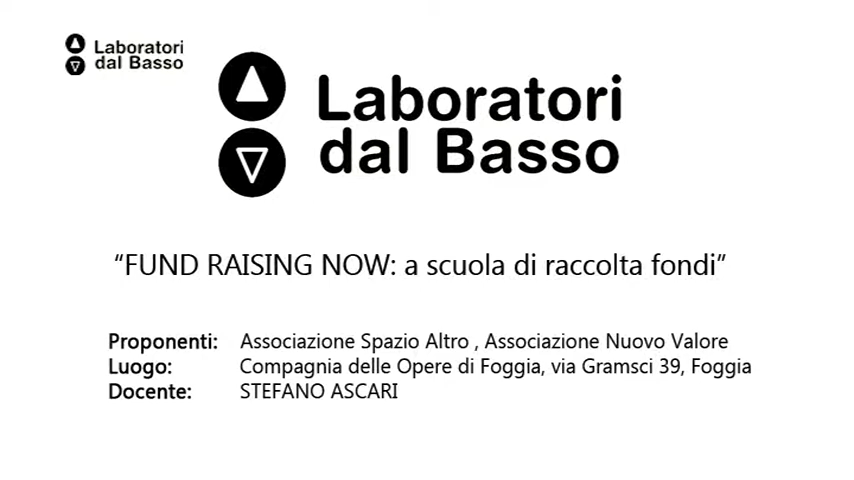 Laboratori
dal Basso
Laboratori
dal Basso
“FUND RAISING NOW: a scuola di raccolta fondi”
Proponenti: Associazione Spazio Altro , Associazione Nuovo Valore
Luogo: Compagnia delle Opere di Foggia, via Gramsci 39, Foggia
Docente: STEFANO ASCARI